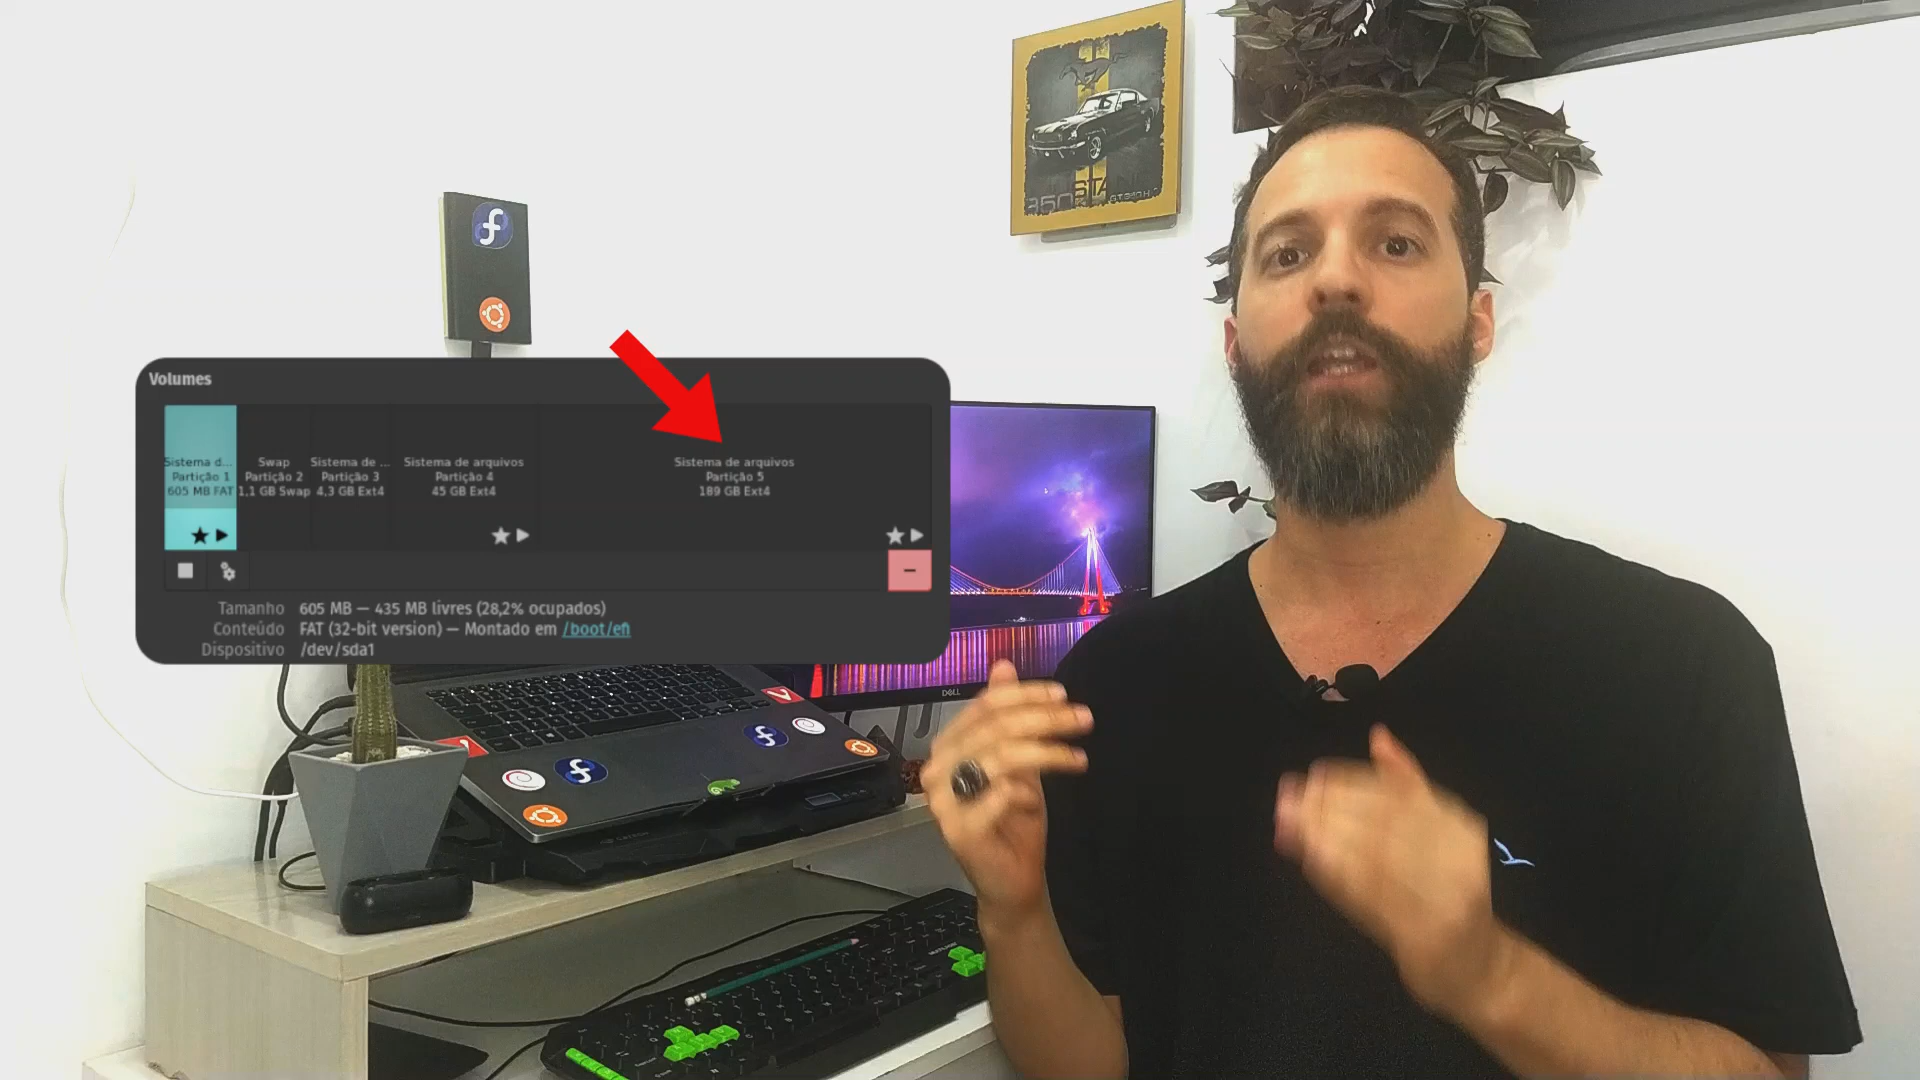 Volumes
Sistema d...
Partição 1
605 MB FAT
Swap
Partição 2
1,1 GB Swap
Sistema de ...
Partição 3
4,3 GB Ext4
Sistema de arquivos
Partição 4
45 GB Ext4
Sistema de arquivos
Partição 5
189 GB Ext4
Tamanho 605 MB — 435 MB livres (28,2% ocupados)
Conteúdo FAT (32-bit version) — Montado em /boot/efi
Dispositivo /dev/sda1
350
GT350H
DELL